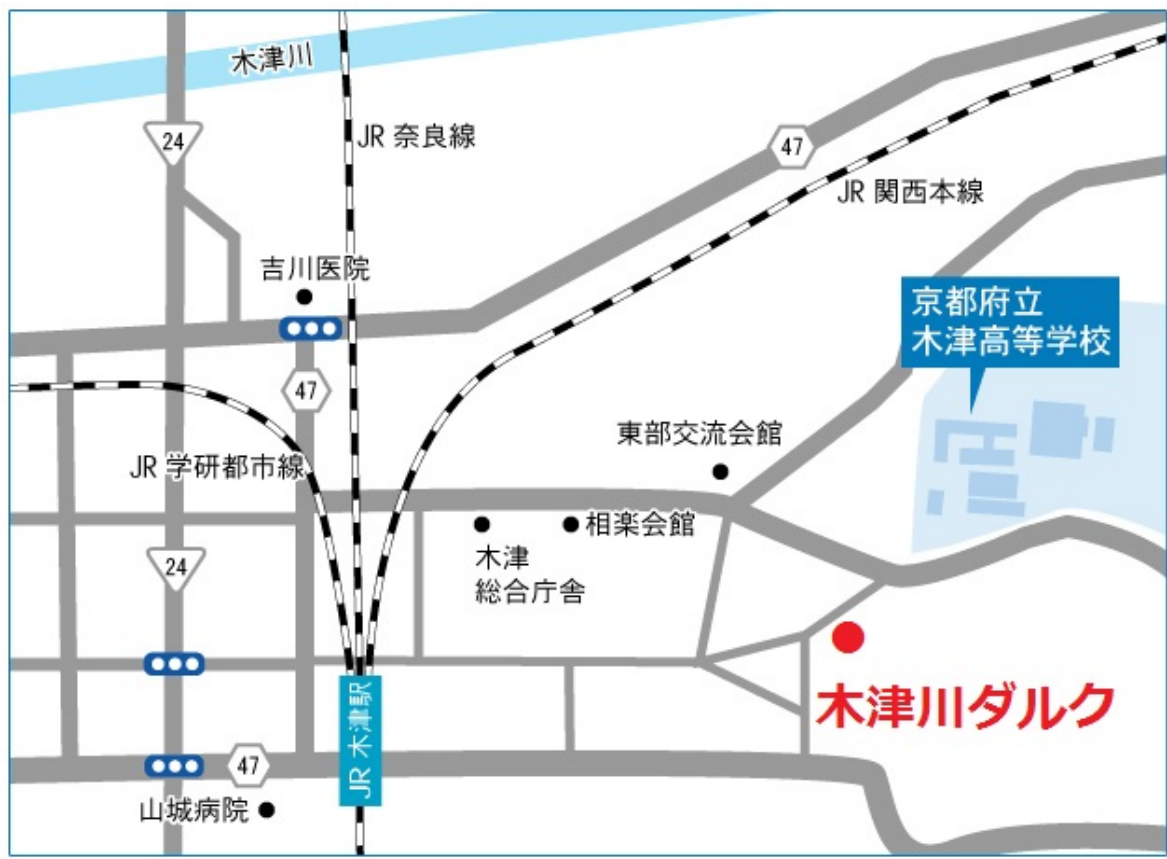 木津川
24
JR 奈良線
47
JR 関西本線
吉川医院
京都府立
木津高等学校
47
東部交流会館
JR 学研都市線
相楽会館
木津
総合庁舎
24
木津川ダルク
JR 木津駅
47
山城病院